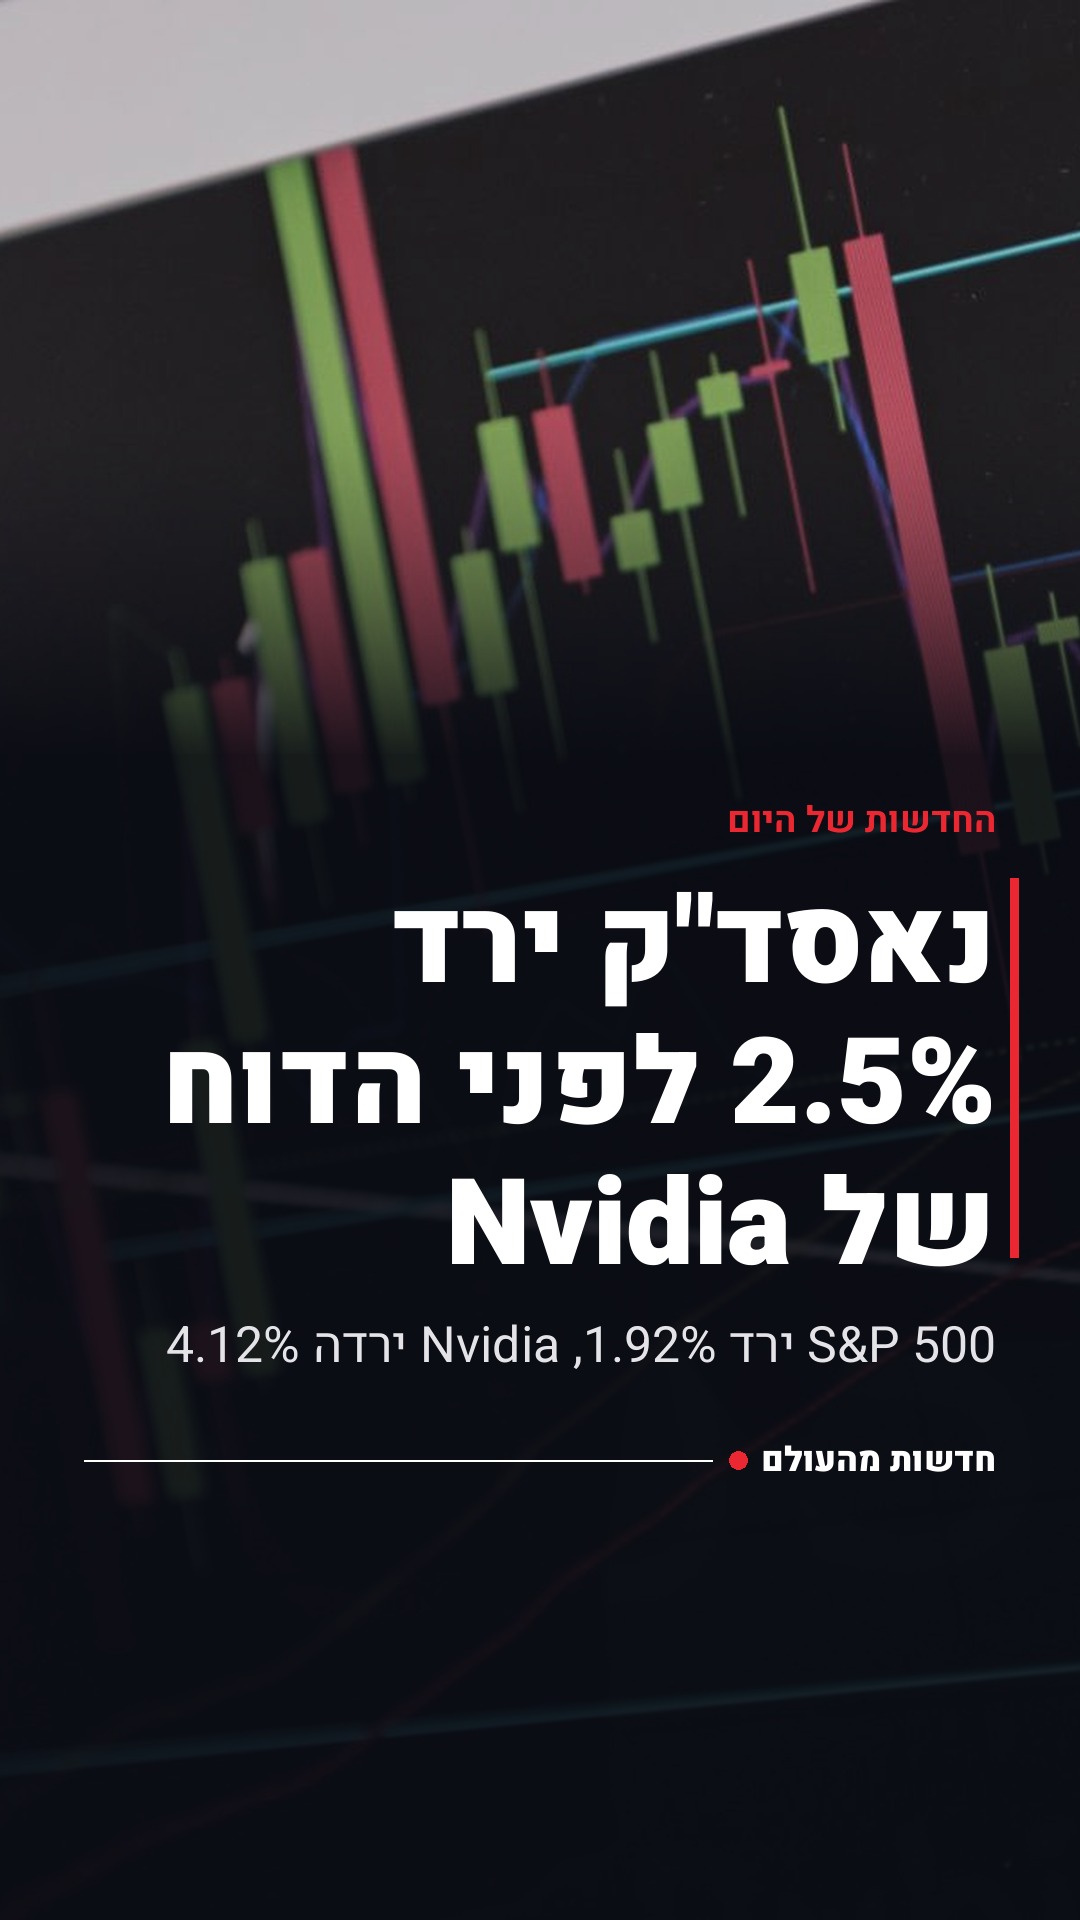 החדשות של היום
נאסד"ק ירד
2.5% לפני הדוח
של Nvidia
S&P 500 ירד 1.92%, Nvidia ירדה 4.12%
חדשות מהעולם